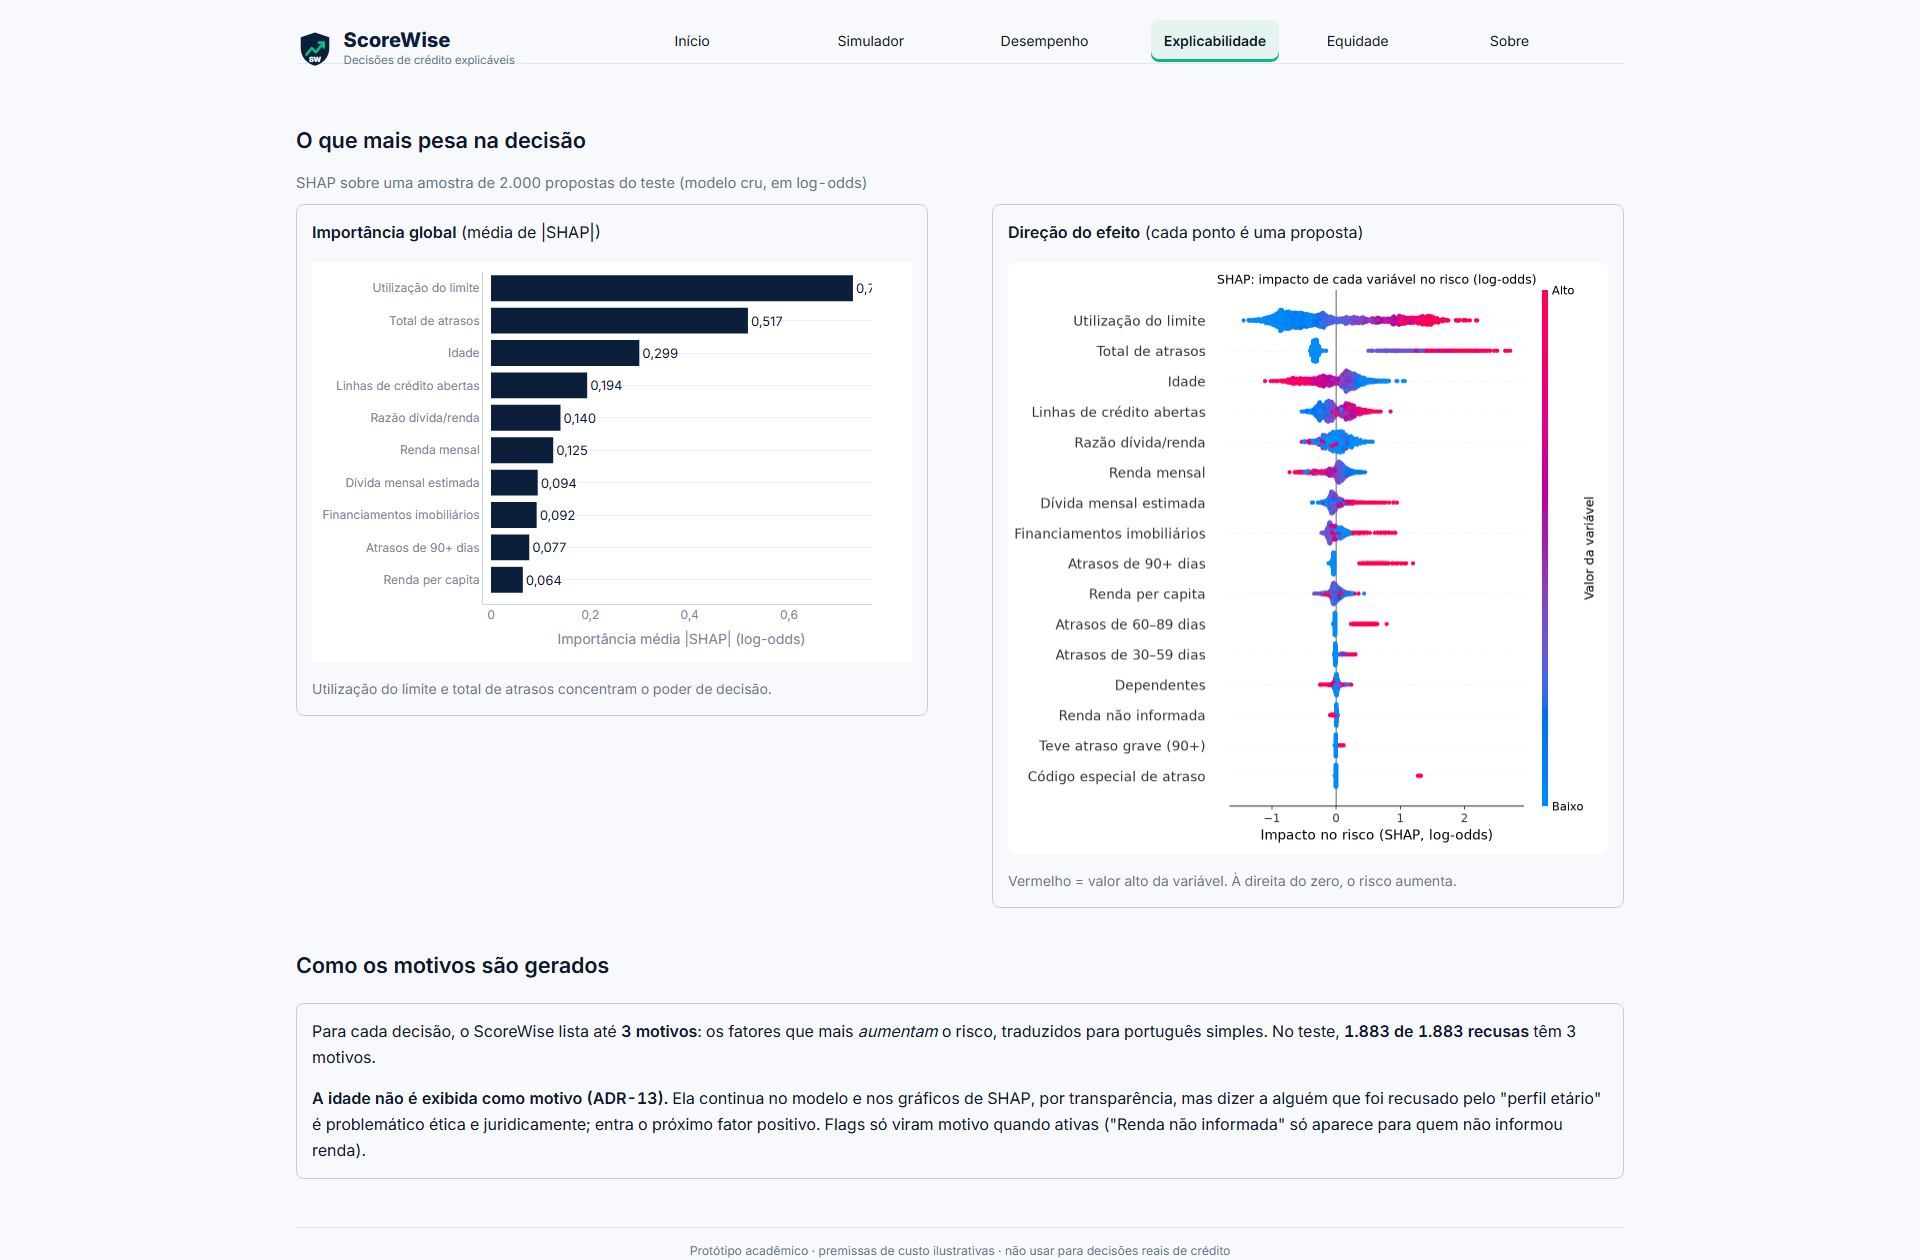 ScoreWise
Decisões de crédito explicáveis
SW
Início
Simulador
Desempenho
Explicabilidade
Equidade
Sobre
O que mais pesa na decisão
SHAP sobre uma amostra de 2.000 propostas do teste (modelo cru, em log-odds)
Importância global (média de |SHAP|)
Utilização do limite
Total de atrasos 0,517
Idade 0,299
Linhas de crédito abertas 0,194
Razão dívida/renda 0,140
Renda mensal 0,125
Dívida mensal estimada 0,094
Financiamentos imobiliários 0,092
Atrasos de 90+ dias 0,077
Renda per capita 0,064
0 0,2 0,4 0,6
Importância média |SHAP| (log-odds)
Utilização do limite e total de atrasos concentram o poder de decisão.
Direção do efeito (cada ponto é uma proposta)
SHAP: impacto de cada variável no risco (log-odds)
Alto
Utilização do limite
Total de atrasos
Idade
Linhas de crédito abertas
Razão dívida/renda
Renda mensal
Dívida mensal estimada
Financiamentos imobiliários
Atrasos de 90+ dias
Renda per capita
Atrasos de 60–89 dias
Atrasos de 30–59 dias
Dependentes
Renda não informada
Teve atraso grave (90+)
Código especial de atraso
Valor da variável
Baixo
−1 0 1 2
Impacto no risco (SHAP, log-odds)
Vermelho = valor alto da variável. À direita do zero, o risco aumenta.
Como os motivos são gerados
Para cada decisão, o ScoreWise lista até 3 motivos: os fatores que mais aumentam o risco, traduzidos para português simples. No teste, 1.883 de 1.883 recusas têm 3
motivos.
A idade não é exibida como motivo (ADR-13). Ela continua no modelo e nos gráficos de SHAP, por transparência, mas dizer a alguém que foi recusado pelo "perfil etário"
é problemático ética e juridicamente; entra o próximo fator positivo. Flags só viram motivo quando ativas ("Renda não informada" só aparece para quem não informou
renda).
Protótipo acadêmico · premissas de custo ilustrativas · não usar para decisões reais de crédito